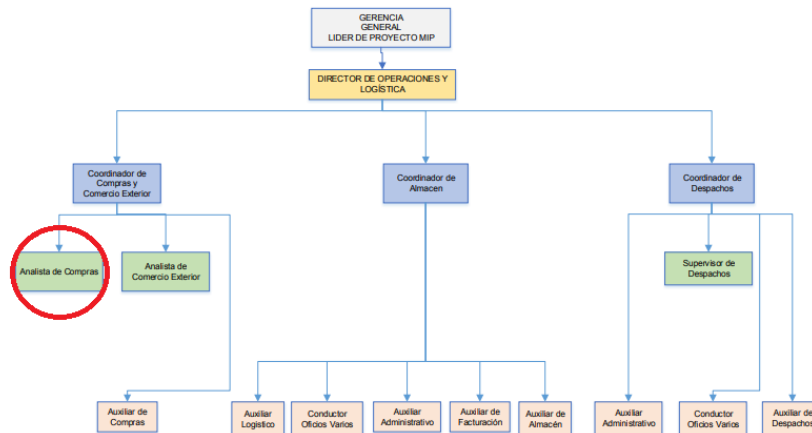 GERENCIA
GENERAL
LIDER DE PROYECTO MIP
DIRECTOR DE OPERACIONES Y
LOGÍSTICA
Coordinador de
Compras y
Comercio Exterior
Coordinador de
Almacen
Coordinador de
Despachos
Analista de Compras
Analista de
Comercio Exterior
Supervisor de
Despachos
Auxiliar de
Compras
Auxiliar
Logístico
Conductor
Oficios Varios
Auxiliar
Administrativo
Auxiliar de
Facturación
Auxiliar de
Almacén
Auxiliar
Administrativo
Conductor
Oficios Varios
Auxiliar de
Despachos